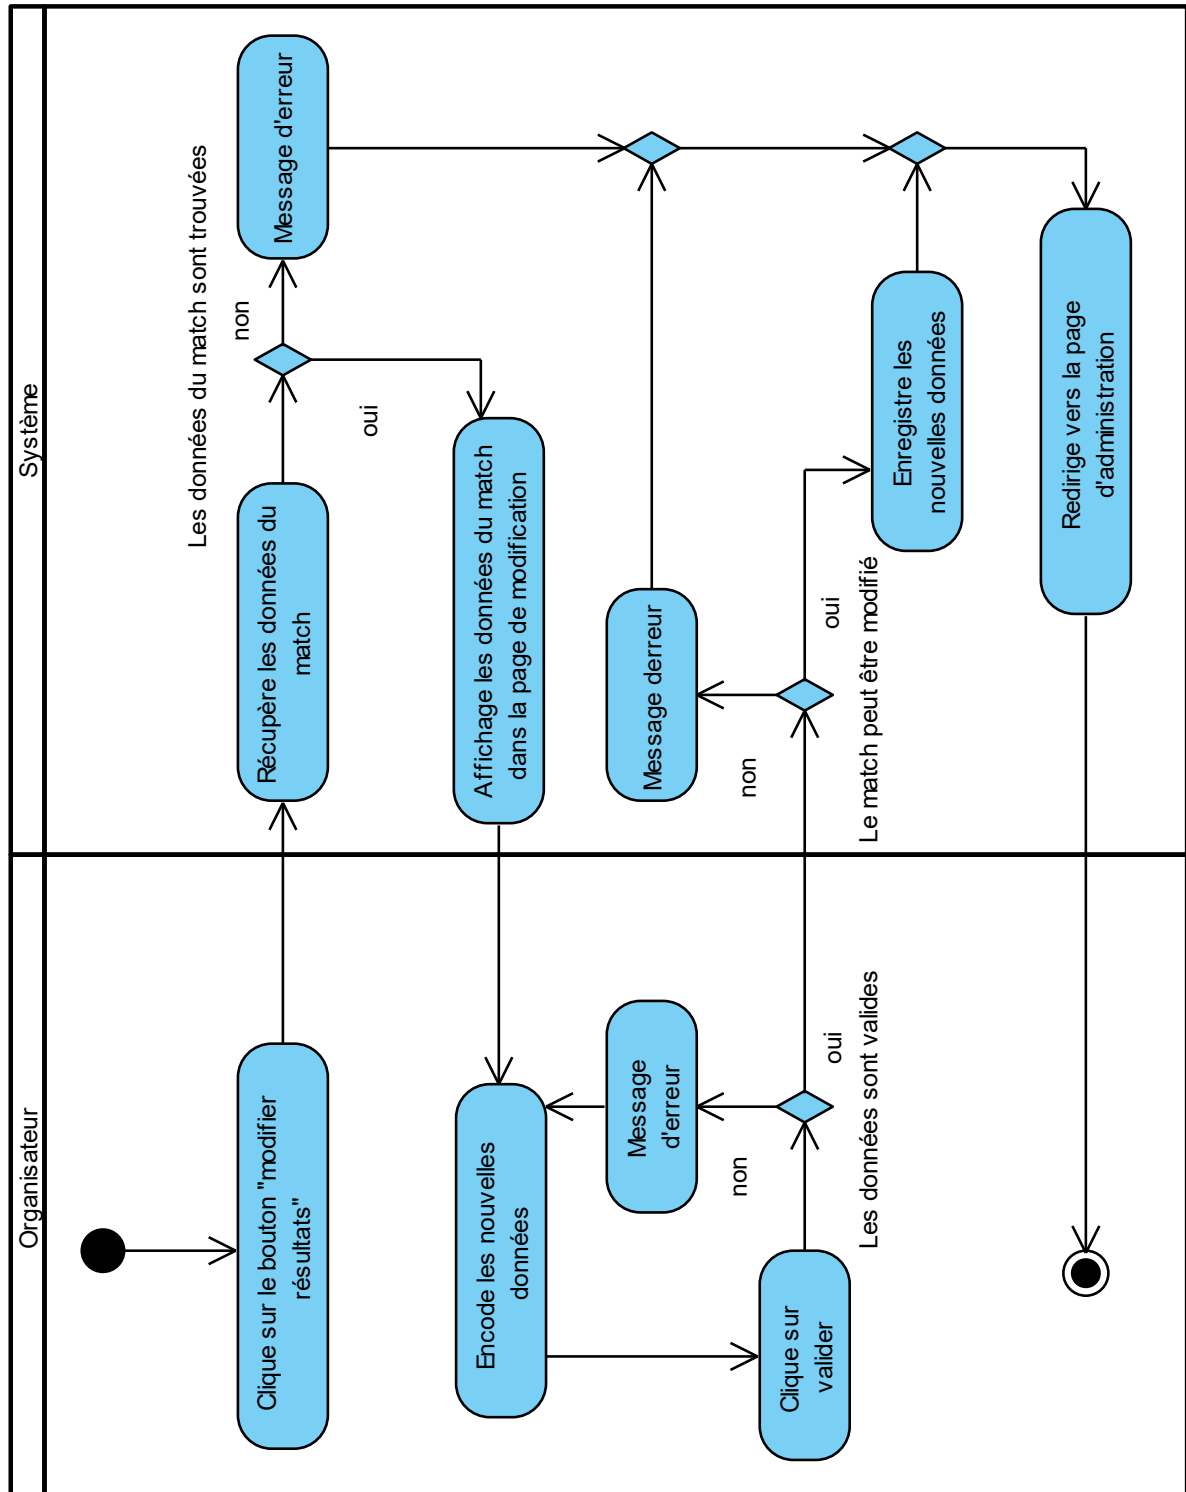 Organisateur
Système
Clique sur le bouton "modifier
résultats"
Récupère les données du
match
Les données du match sont trouvées
non
oui
Message d'erreur
Affichage les données du match
dans la page de modification
Encode les nouvelles
données
Message
d'erreur
non
Clique sur
valider
oui
Les données sont valides
Message derreur
non
oui
Le match peut être modifié
Enregistre les
nouvelles données
Redirige vers la page
d'administration